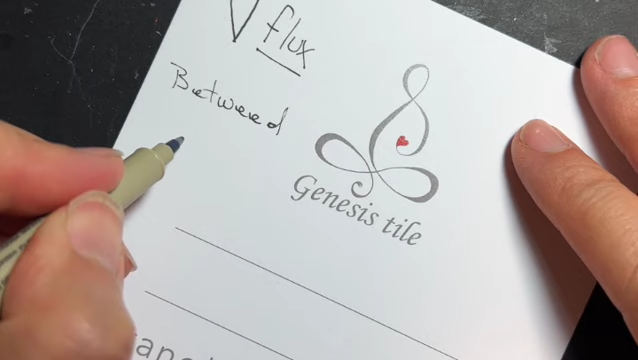 √ flux
Betweed
Genesis tile